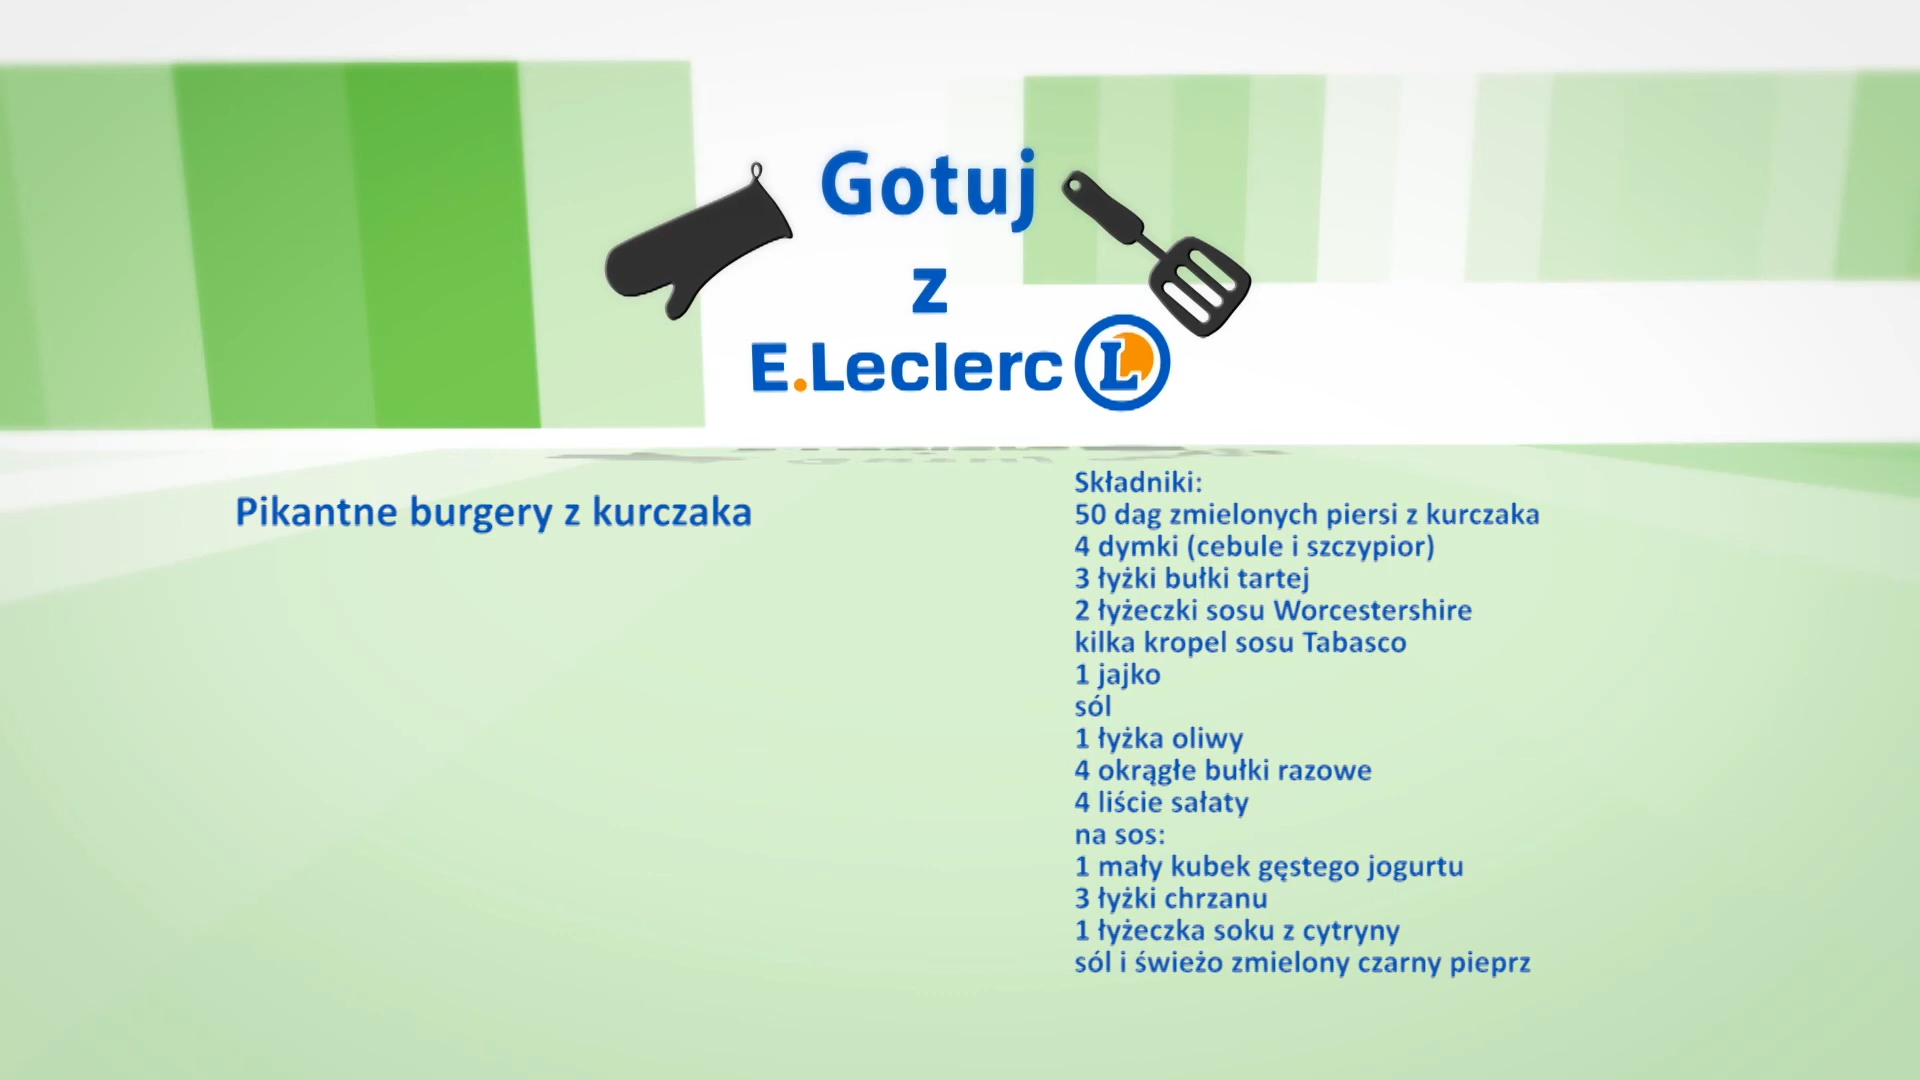 Gotuj
z
E.Leclerc L
Pikantne burgery z kurczaka
Składniki:
50 dag zmielonych piersi z kurczaka
4 dymki (cebule i szczypior)
3 łyżki bułki tartej
2 łyżeczki sosu Worcestershire
kilka kropel sosu Tabasco
1 jajko
sól
1 łyżka oliwy
4 okrągłe bułki razowe
4 liście sałaty
na sos:
1 mały kubek gęstego jogurtu
3 łyżki chrzanu
1 łyżeczka soku z cytryny
sól i świeżo zmielony czarny pieprz